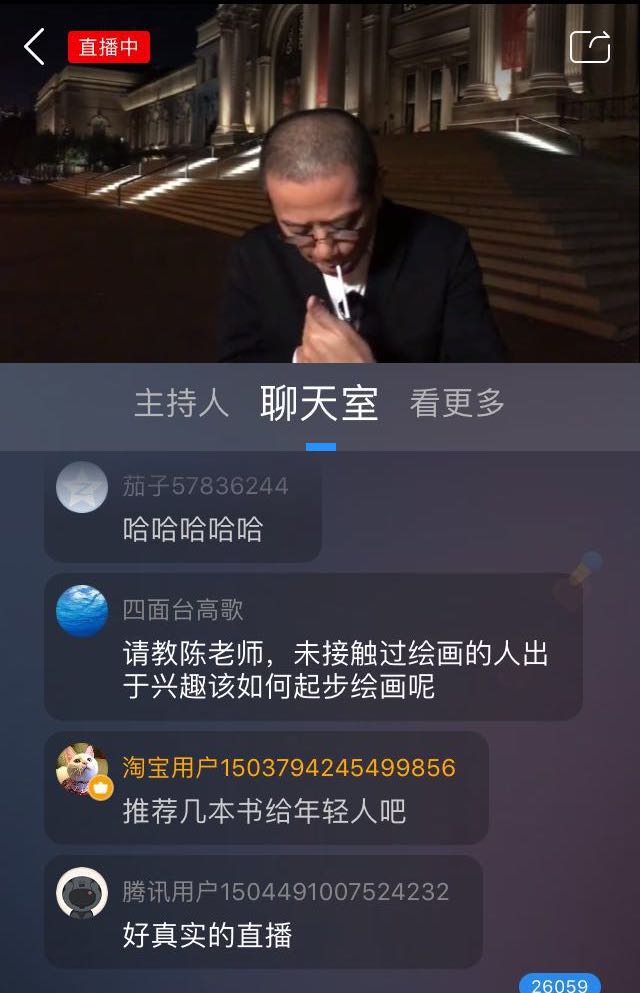 直播中
主持人 聊天室 看更多
茄子57836244
哈哈哈哈哈
四面台高歌
请教陈老师，未接触过绘画的人出
于兴趣该如何起步绘画呢
淘宝用户1503794245499856
推荐几本书给年轻人吧
腾讯用户1504491007524232
好真实的直播
26059